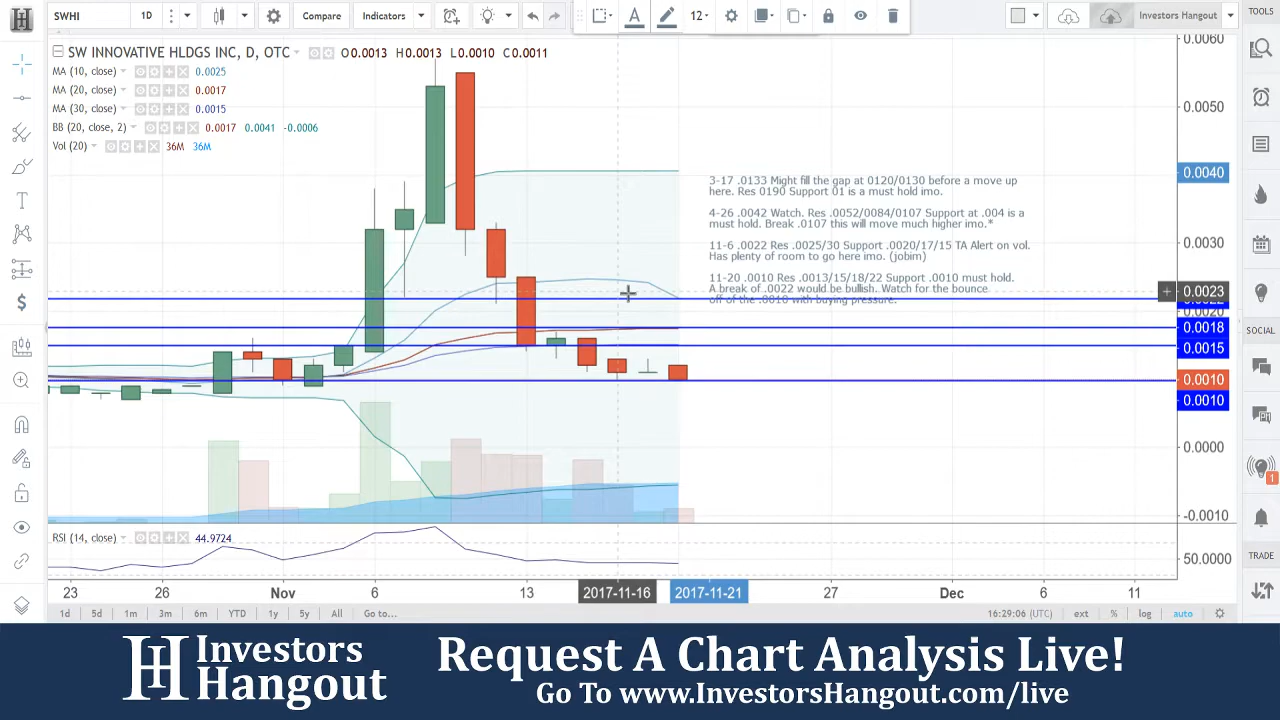 SWHI
1D
Compare
Indicators
12
Investors Hangout
TOOLS
SW INNOVATIVE HLDGS INC, D, OTC
O0.0013 H0.0013 L0.0010 C0.0011
MA (10, close) 0.0025
MA (20, close) 0.0017
MA (30, close) 0.0015
BB (20, close, 2) 0.0017 0.0041 -0.0006
Vol (20) 36M 36M
3-17 .0133 Might fill the gap at 0120/0130 before a move up
here. Res 0190 Support 01 is a must hold imo.
4-26 .0042 Watch. Res .0052/0084/0107 Support at .004 is a
must hold. Break .0107 this will move much higher imo.*
11-6 .0022 Res .0025/30 Support .0020/17/15 TA Alert on vol.
Has plenty of room to go here imo. (jobim)
11-20 .0010 Res .0013/15/18/22 Support .0010 must hold.
A break of .0022 would be bullish. Watch for the bounce
off of the .0010 with buying pressure.
0.0060
0.0050
0.0040
0.0030
0.0023
0.0022
0.0020
0.0018
0.0015
0.0010
0.0010
0.0000
-0.0010
SOCIAL
1
TRADE
RSI (14, close) 44.9724
50.0000
23
26
Nov
6
13
2017-11-16
2017-11-21
27
Dec
6
11
1d 5d 1m 3m 6m YTD 1y 5y All Go to...
16:29:06 (UTC) ext % log auto
H
Investors
Hangout
Request A Chart Analysis Live!
Go To www.InvestorsHangout.com/live